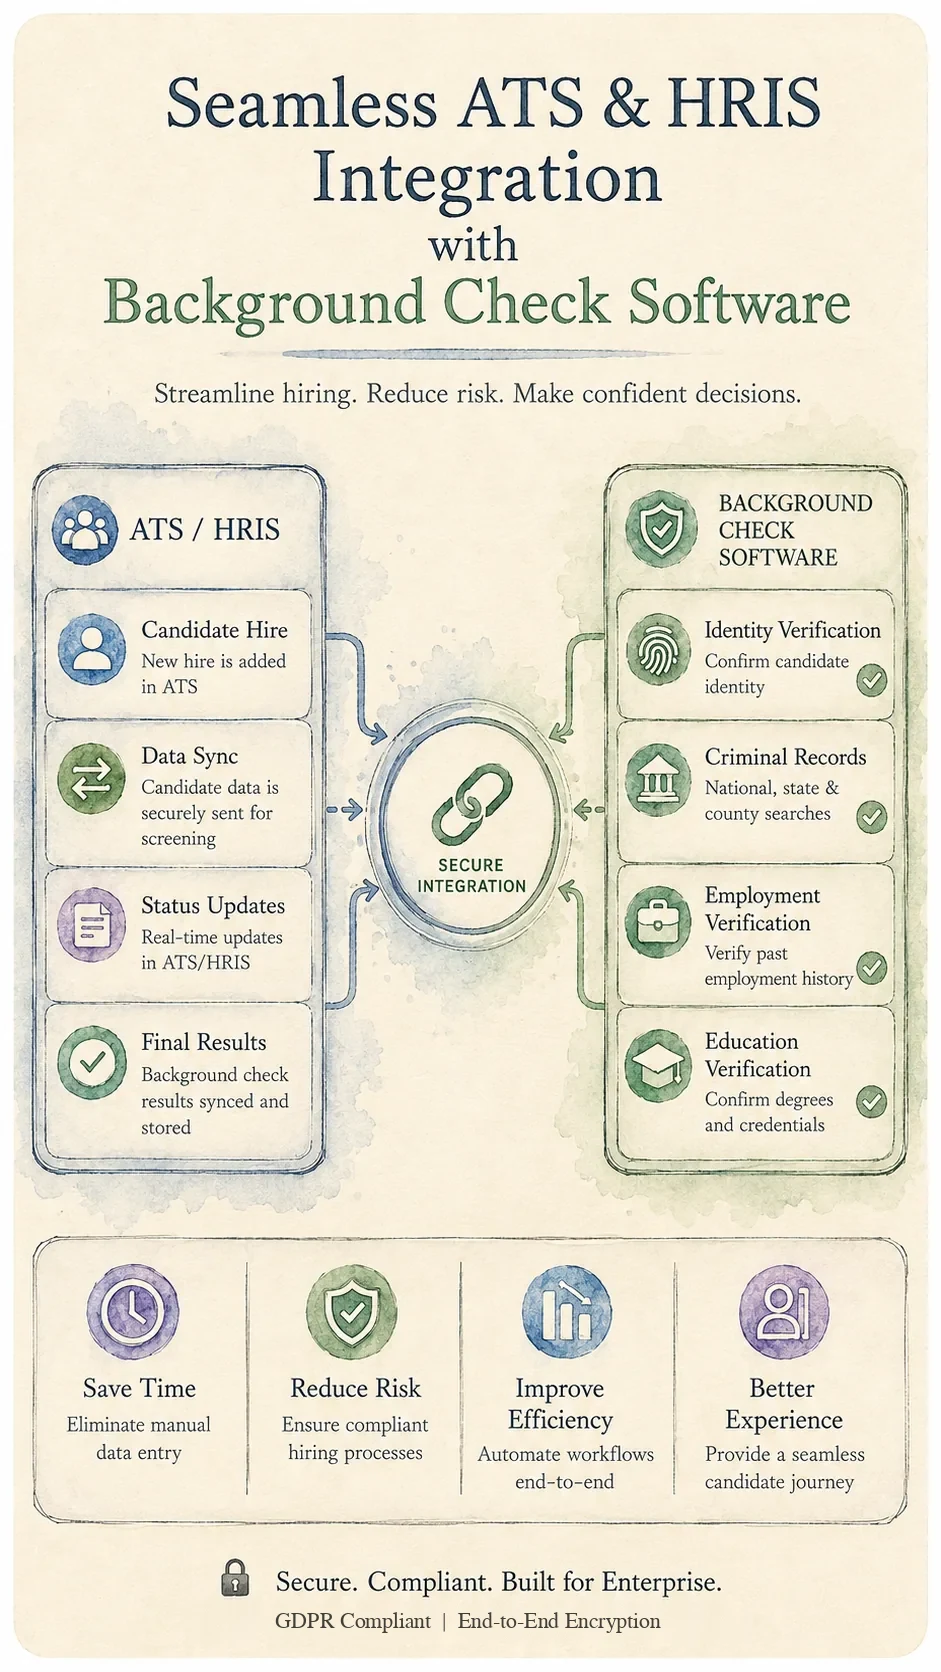 Seamless ATS & HRIS
Integration
with
Background Check Software
Streamline hiring. Reduce risk. Make confident decisions.
ATS / HRIS
Candidate Hire
New hire is added
in ATS
Data Sync
Candidate data is
securely sent for
screening
Status Updates
Real-time updates
in ATS/HRIS
Final Results
Background check
results synced and
stored
SECURE
INTEGRATION
BACKGROUND
CHECK
SOFTWARE
Identity Verification
Confirm candidate
identity
Criminal Records
National, state &
county searches
Employment
Verification
Verify past
employment history
Education
Verification
Confirm degrees
and credentials
Save Time
Eliminate manual
data entry
Reduce Risk
Ensure compliant
hiring processes
Improve
Efficiency
Automate workflows
end-to-end
Better
Experience
Provide a seamless
candidate journey
Secure. Compliant. Built for Enterprise.
GDPR Compliant | End-to-End Encryption